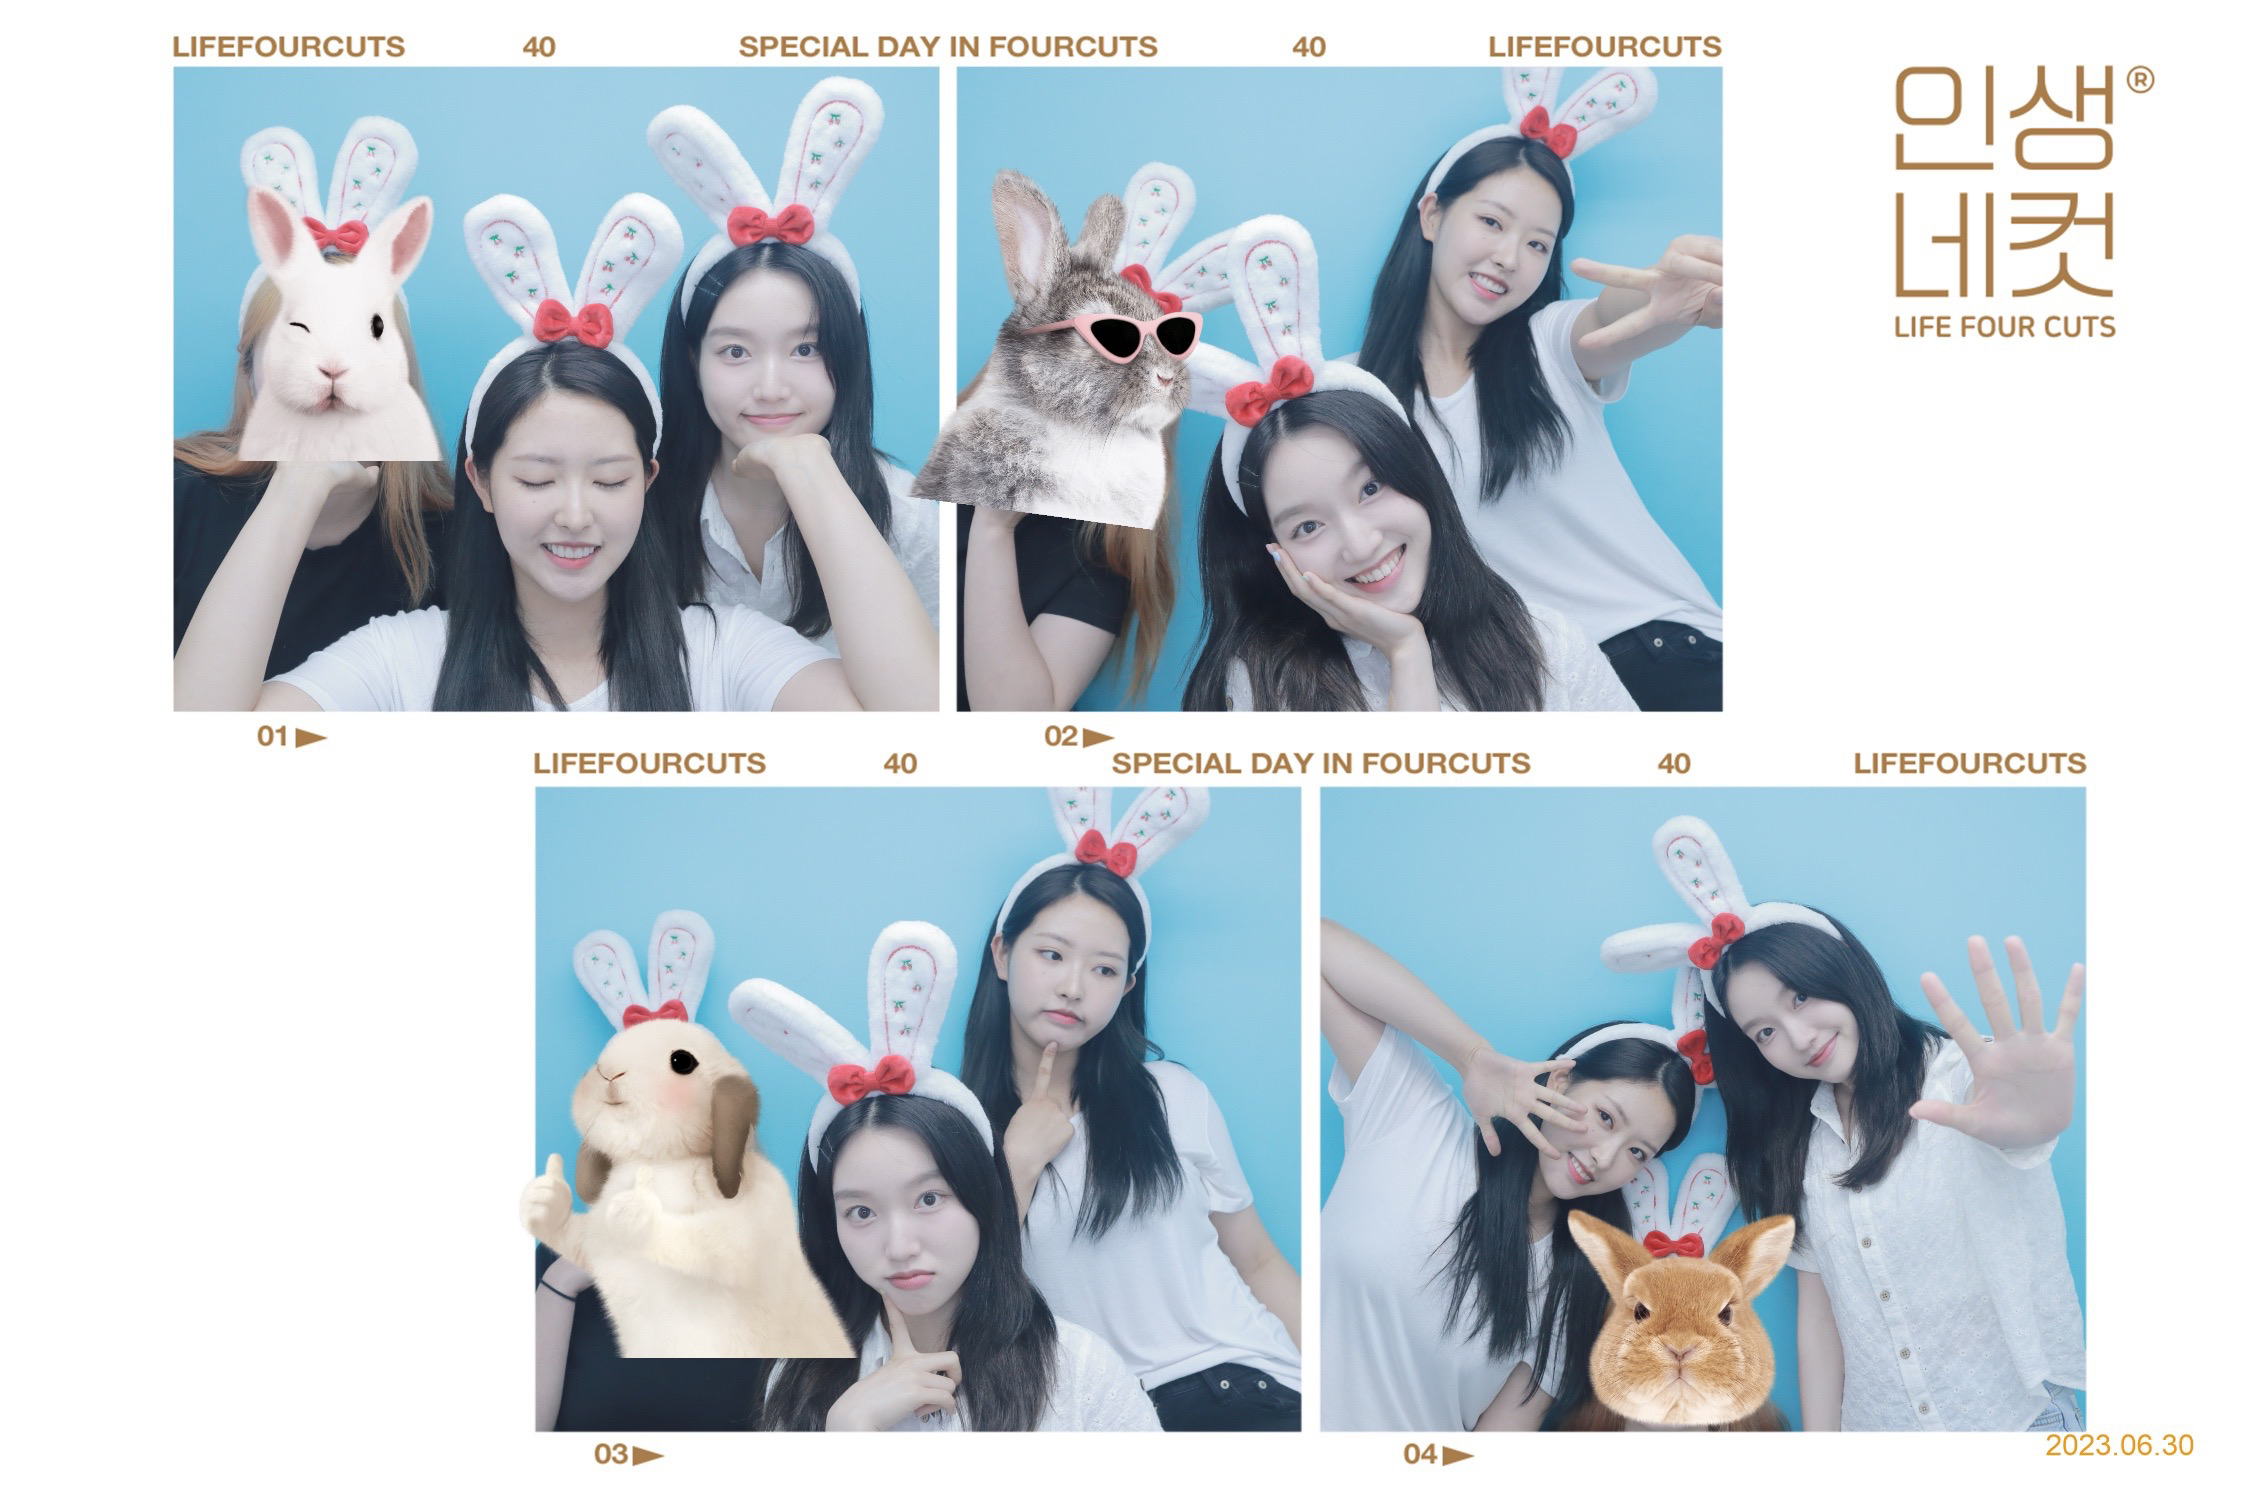 LIFEFOURCUTS 40 SPECIAL DAY IN FOURCUTS 40 LIFEFOURCUTS
인생®
네컷
LIFE FOUR CUTS
01 02
LIFEFOURCUTS 40 SPECIAL DAY IN FOURCUTS 40 LIFEFOURCUTS
03 04
2023.06.30